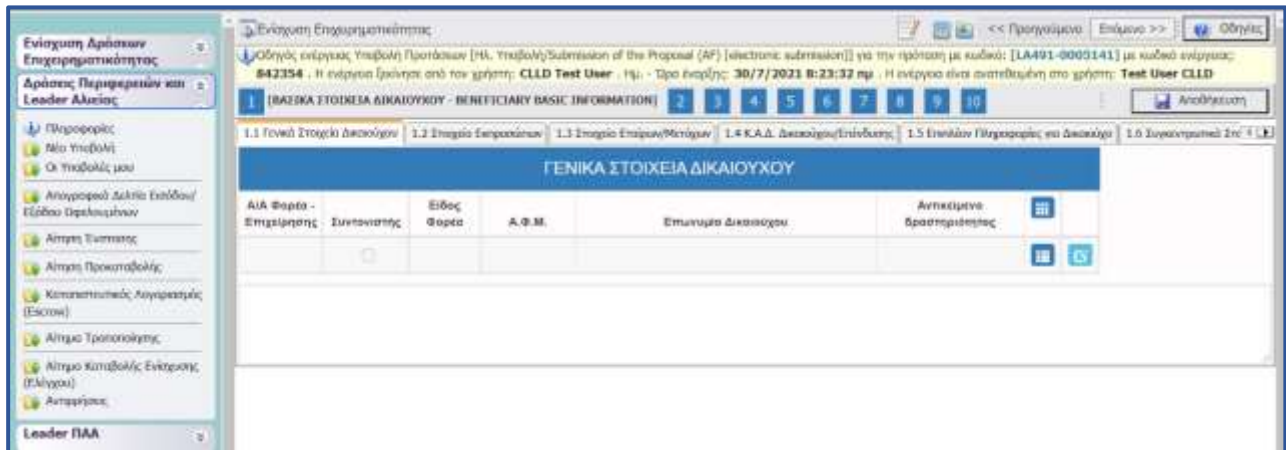 Ενίσχυση Δράσεων
Επιχειρηματικότητας
Δράσεις Περιφερειών και
Leader Αλιείας
Πληροφορίες
Νέα Υποβολή
Οι Υποβολές μου
Απογραφικά Δελτία Εισόδου/
Εξόδου Ωφελουμένων
Αίτηση Ένστασης
Αίτηση Προκαταβολής
Καταπιστευτικός Λογαριασμός
(Escrow)
Αίτημα Τροποποίησης
Αίτημα Καταβολής Ενίσχυσης
(Ελέγχου)
Αντιρρήσεις
Leader ΠΑΑ
Ενίσχυση Επιχειρηματικότητας
<< Προηγούμενο Επόμενο >> Οδηγίες
Οδηγός ενέργειας Υποβολή Προτάσεων [Ηλ. Υποβολή/Submission of the Proposal (AF) [electronic submission]] για την πρόταση με κωδικό: [LA491-0005141] με κωδικό ενέργειας:
842354 . Η ενέργεια ξεκίνησε από τον χρήστη: CLLD Test User . Ημ. - Ώρα έναρξης: 30/7/2021 8:23:32 πμ . Η ενέργεια είναι ανατεθειμένη στο χρήστη: Test User CLLD
1 [ΒΑΣΙΚΑ ΣΤΟΙΧΕΙΑ ΔΙΚΑΙΟΥΧΟΥ - BENEFICIARY BASIC INFORMATION] 2 3 4 5 6 7 8 9 10 Αποθήκευση
1.1 Γενικά Στοιχεία Δικαιούχου 1.2 Στοιχεία Εκπροσώπων 1.3 Στοιχεία Εταίρων/Μετόχων 1.4 Κ.Α.Δ. Δικαιούχου/Επένδυσης 1.5 Επιπλέον Πληροφορίες για Δικαιούχο 1.6 Συγκεντρωτικά Στο
ΓΕΝΙΚΑ ΣΤΟΙΧΕΙΑ ΔΙΚΑΙΟΥΧΟΥ
Α/Α Φορέα -
Επιχείρησης Συντονιστής Είδος
Φορέα Α.Φ.Μ. Επωνυμία Δικαιούχου Αντικείμενο
δραστηριότητας